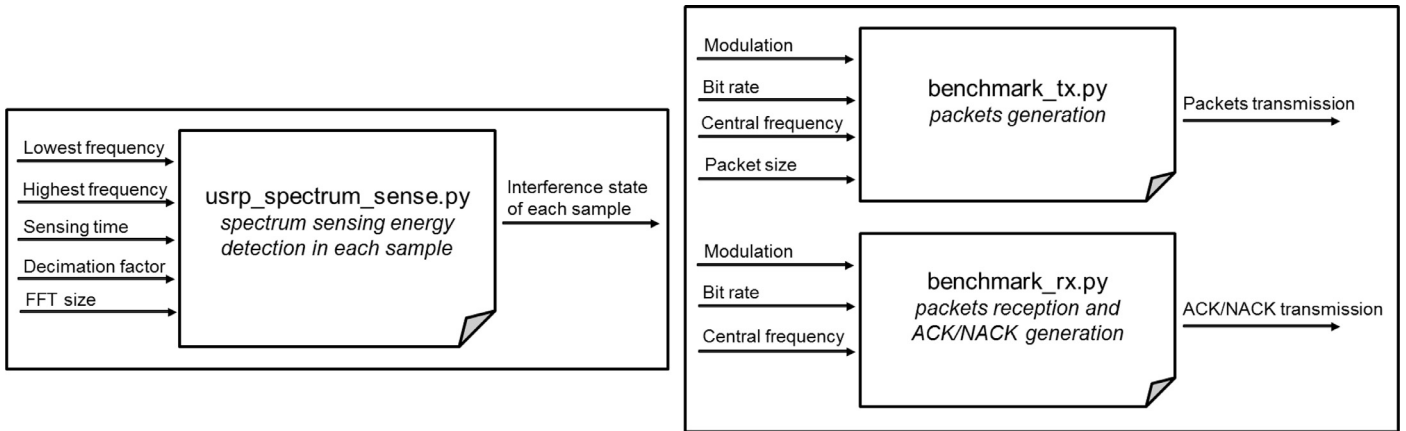 Lowest frequency
Highest frequency
Sensing time
Decimation factor
FFT size
usrp_spectrum_sense.py
spectrum sensing energy
detection in each sample
Interference state
of each sample
Modulation
Bit rate
Central frequency
Packet size
benchmark_tx.py
packets generation
Packets transmission
Modulation
Bit rate
Central frequency
benchmark_rx.py
packets reception and
ACK/NACK generation
ACK/NACK transmission